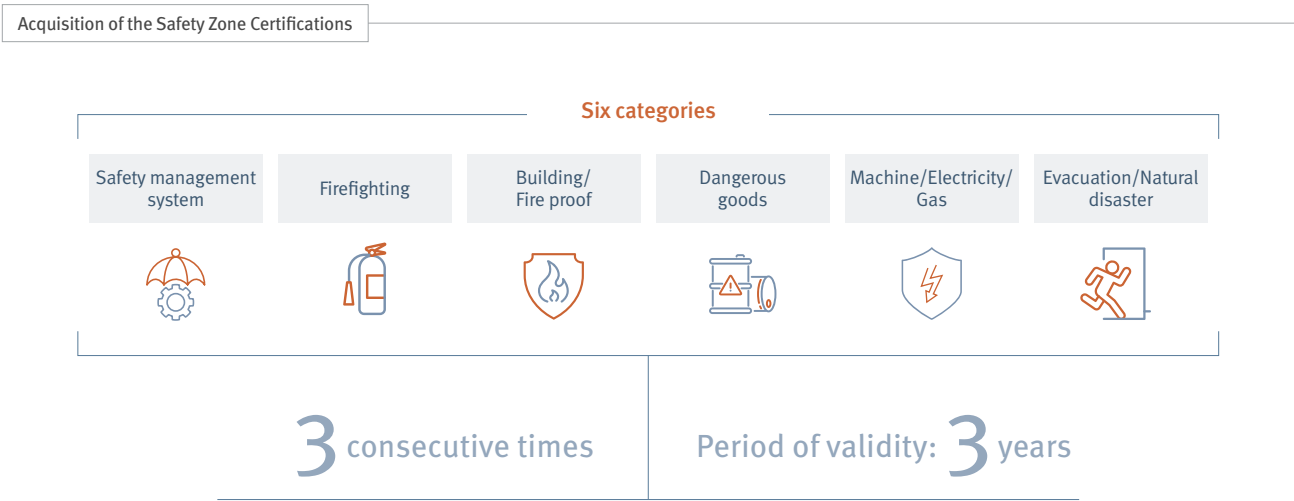 Acquisition of the Safety Zone Certifications
Six categories
Safety management
system
Firefighting
Building/
Fire proof
Dangerous
goods
Machine/Electricity/
Gas
Evacuation/Natural
disaster
3 consecutive times
Period of validity: 3 years